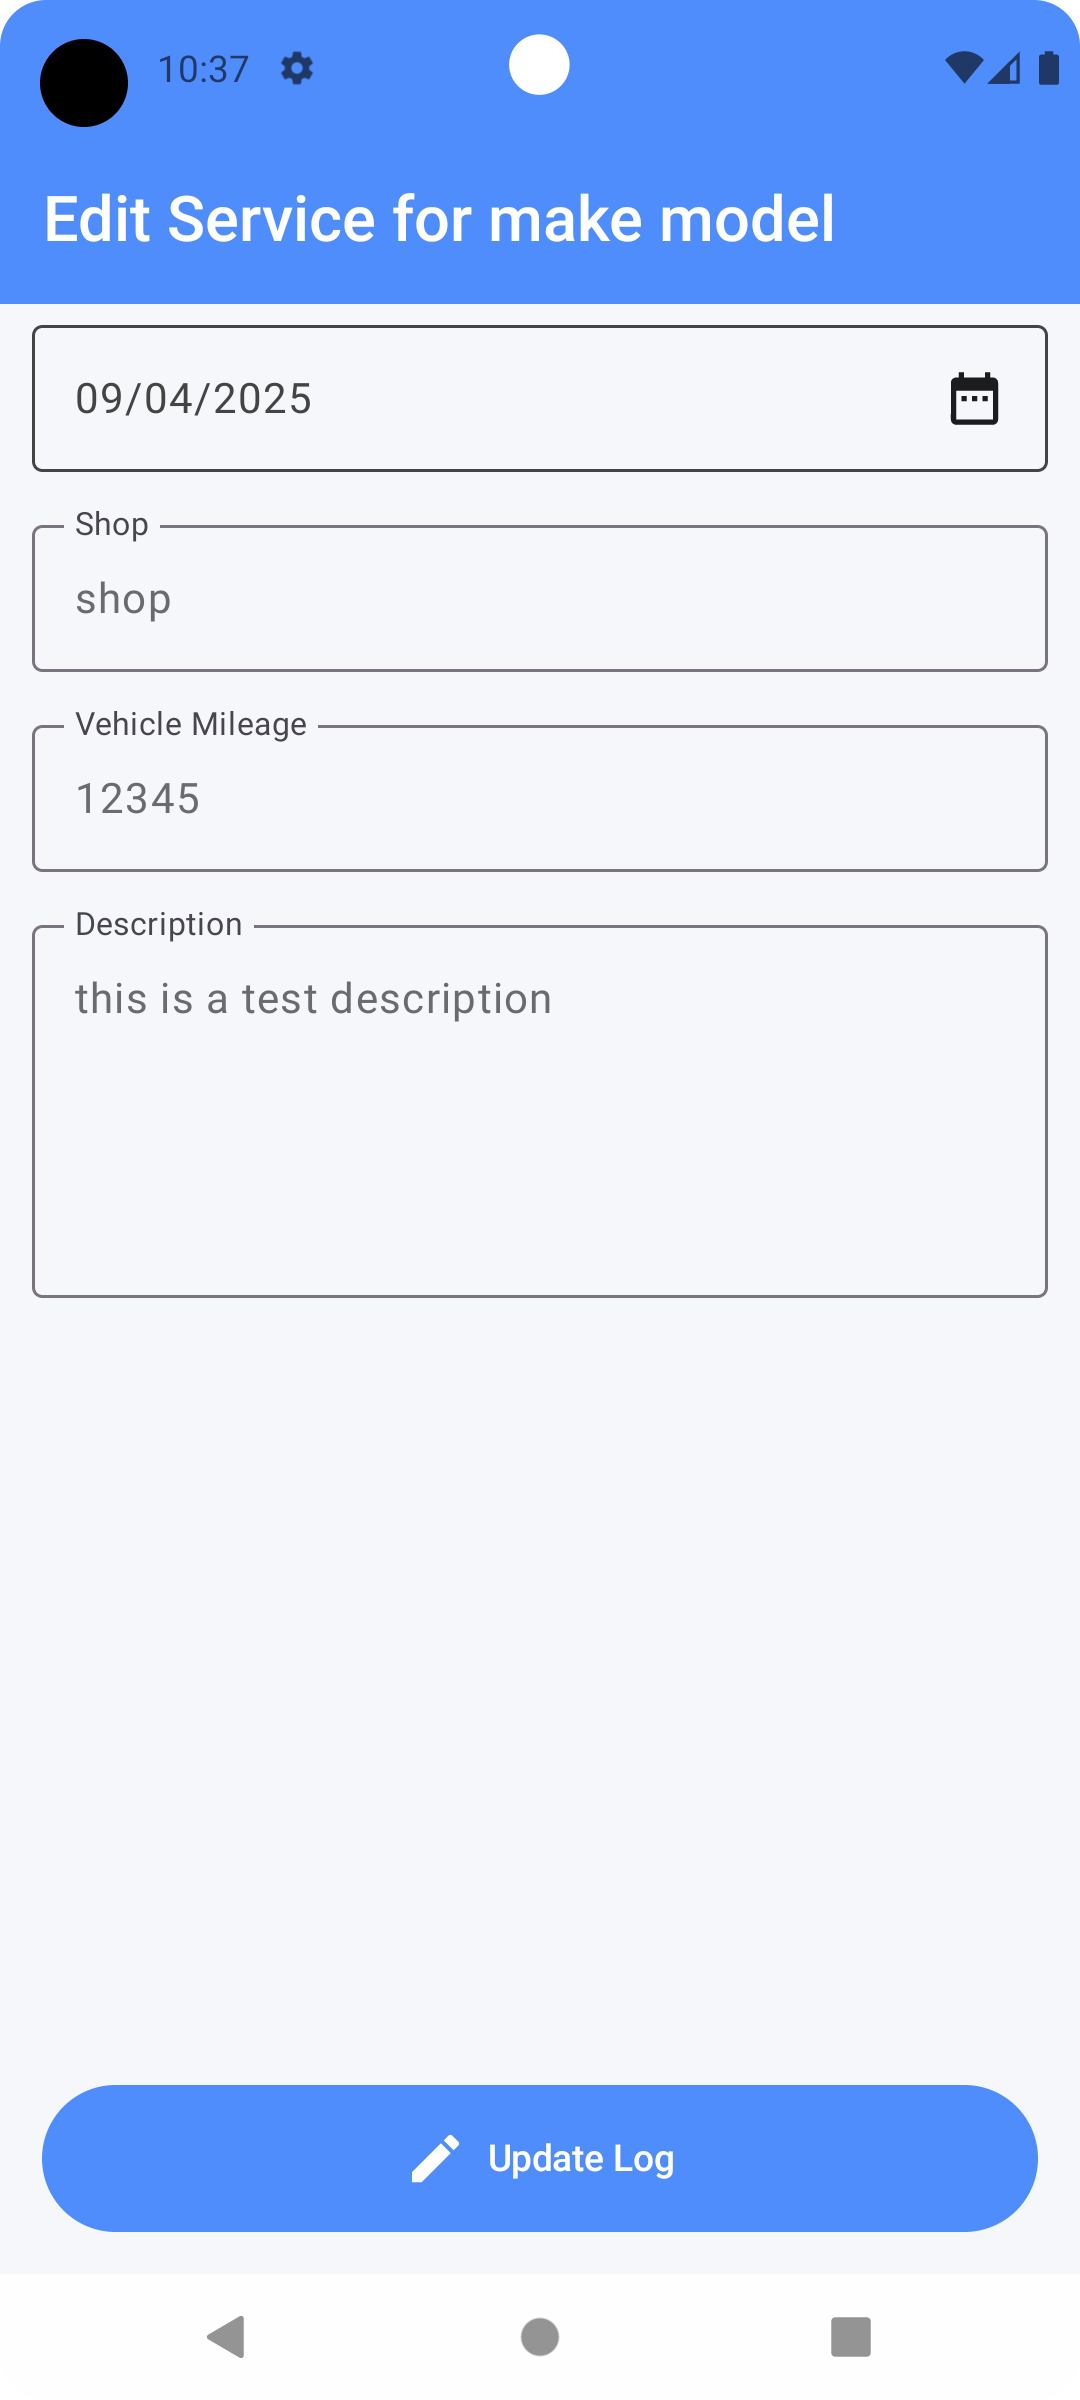 10:37
Edit Service for make model
09/04/2025
Shop
shop
Vehicle Mileage
12345
Description
this is a test description
Update Log